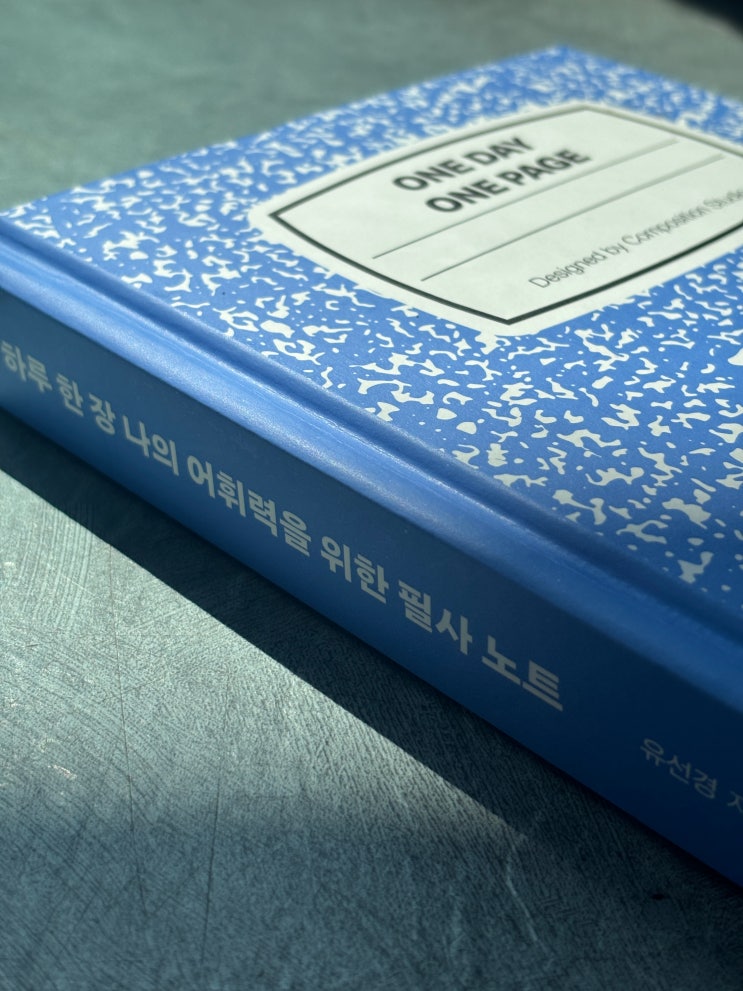 ONE DAY
ONE PAGE
Designed by Composition
하루 한 장 나의 어휘력을 위한 필사 노트
유선경